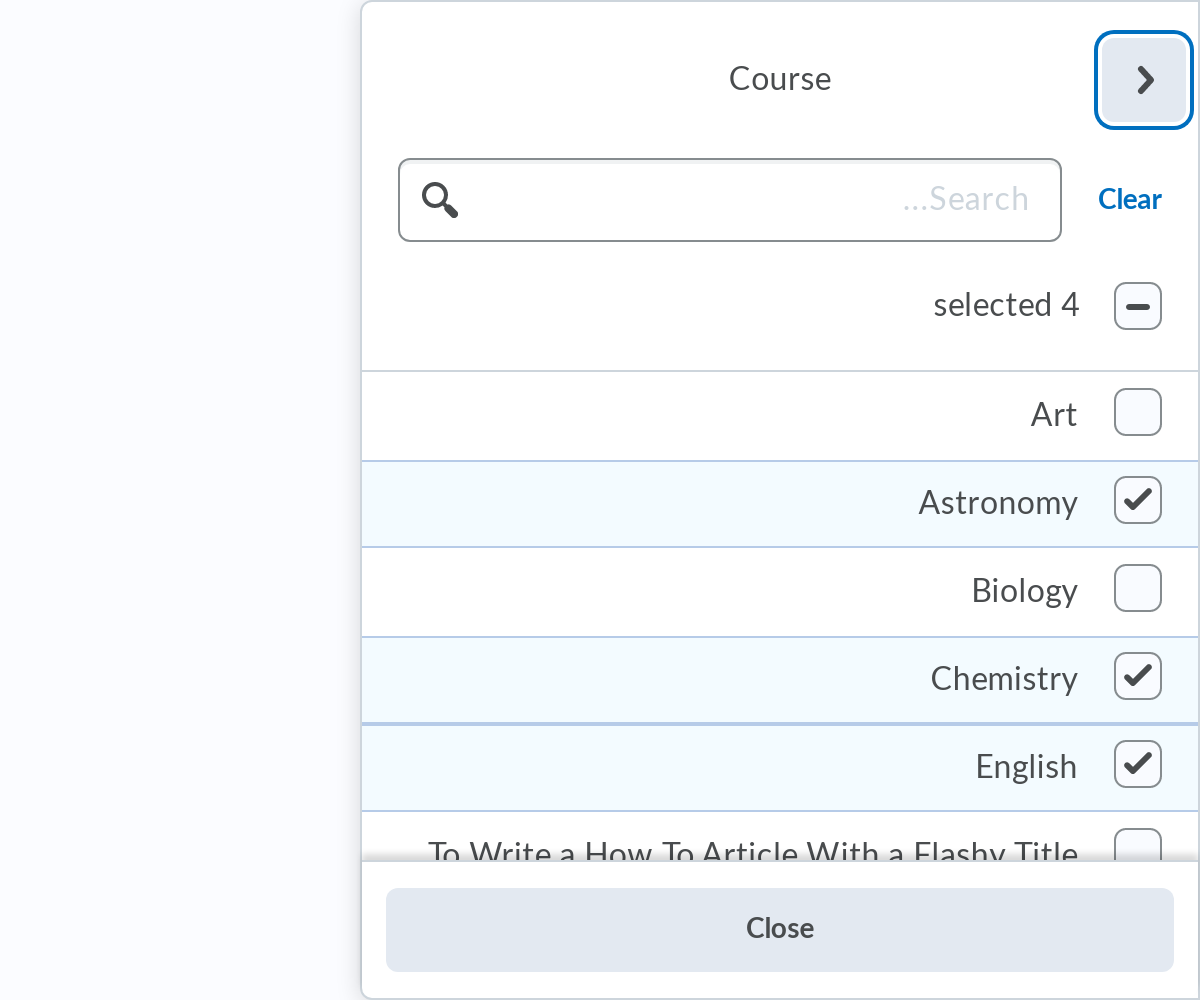 Course
...Search
Clear
selected 4
Art
Astronomy
Biology
Chemistry
English
To Write a How To Article With a Flashy Title
Close